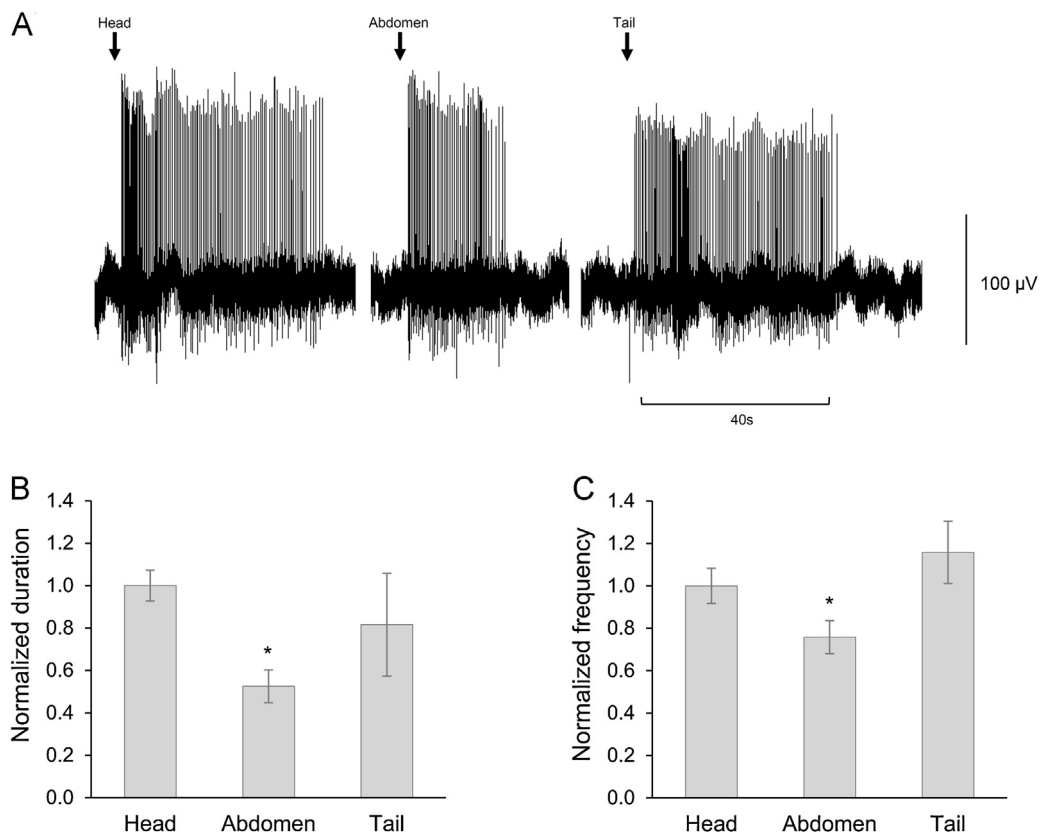 A
Head
Abdomen
Tail
100 µV
40s
B
Normalized duration
1.4
1.2
1.0
0.8
0.6
0.4
0.2
0.0
*
Head Abdomen Tail
C
Normalized frequency
1.4
1.2
1.0
0.8
0.6
0.4
0.2
0.0
*
Head Abdomen Tail